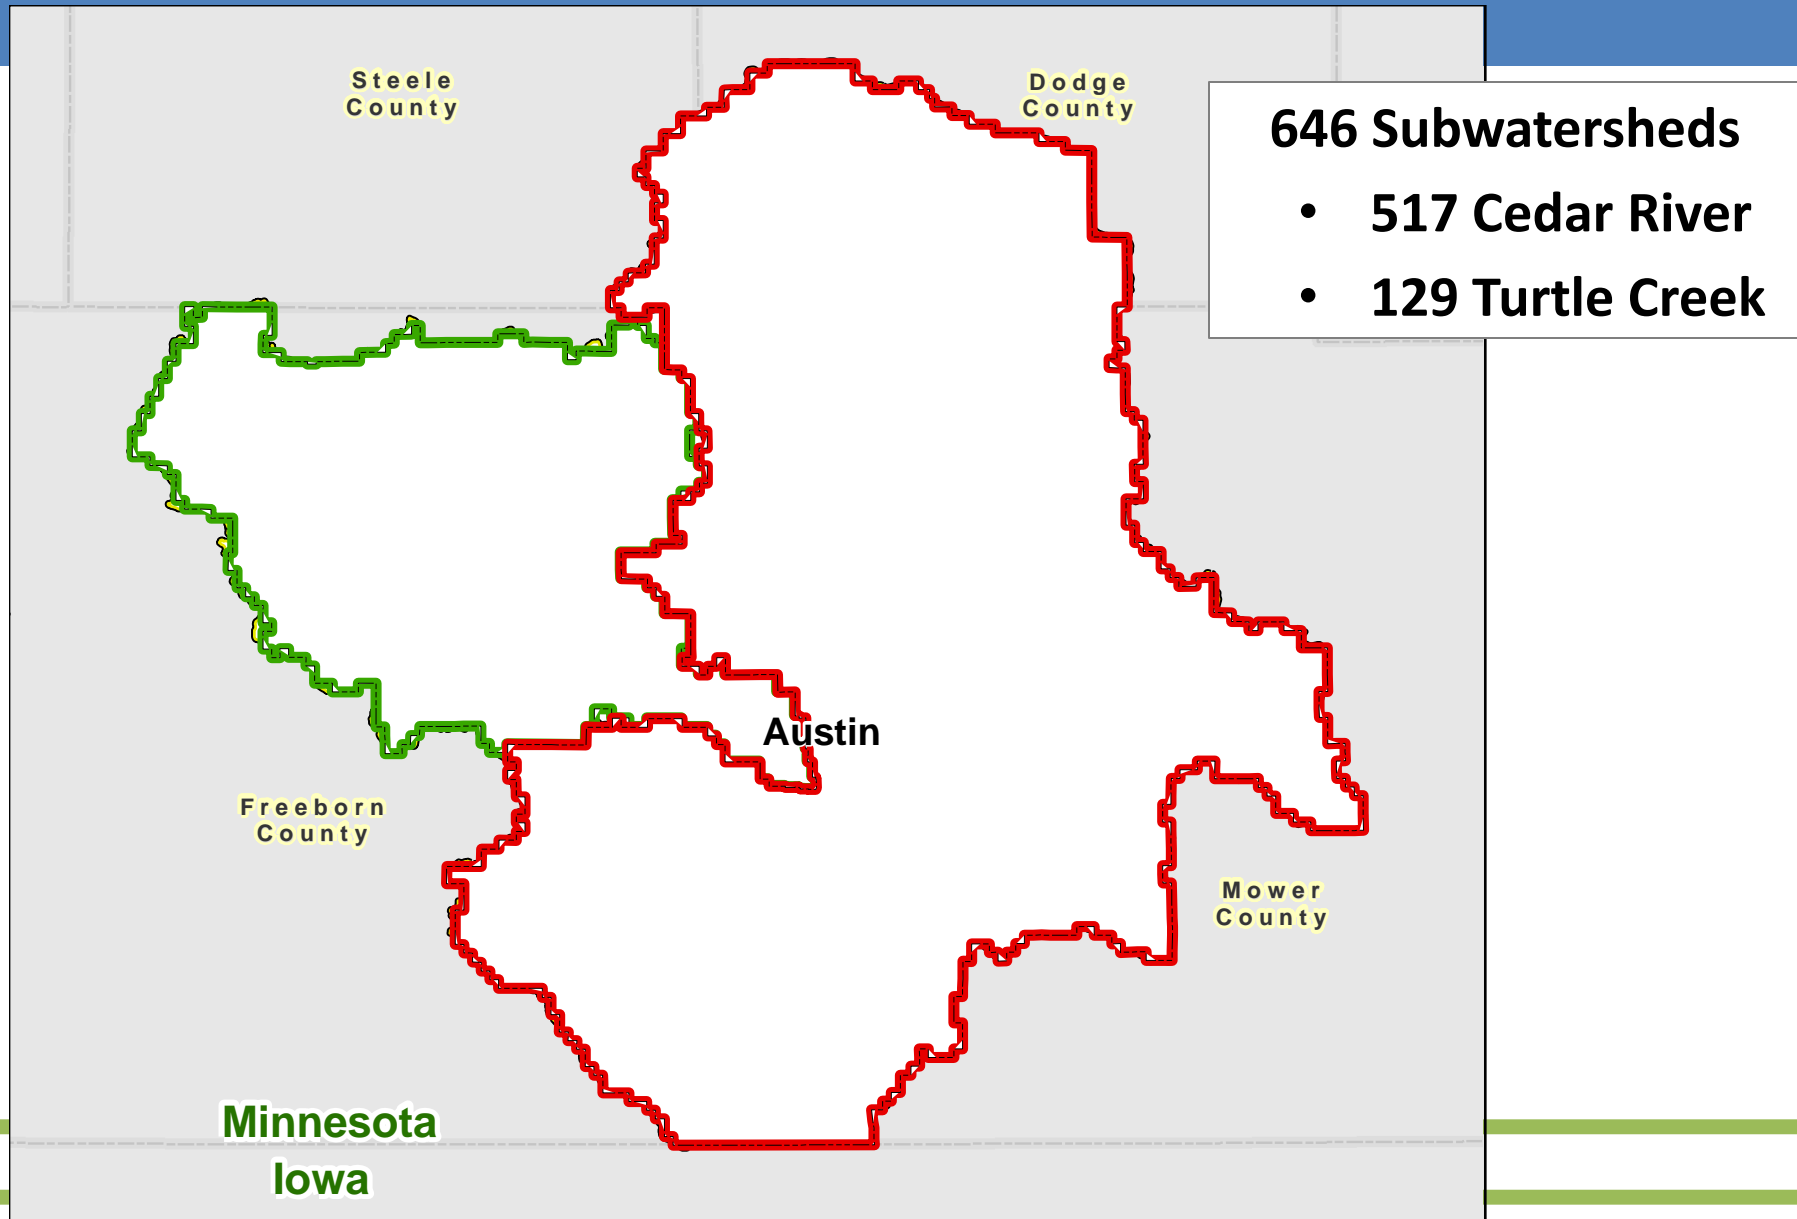 Steele
County
Dodge
County
646 Subwatersheds
• 517 Cedar River
• 129 Turtle Creek
Austin
Freeborn
County
Mower
County
Minnesota
Iowa